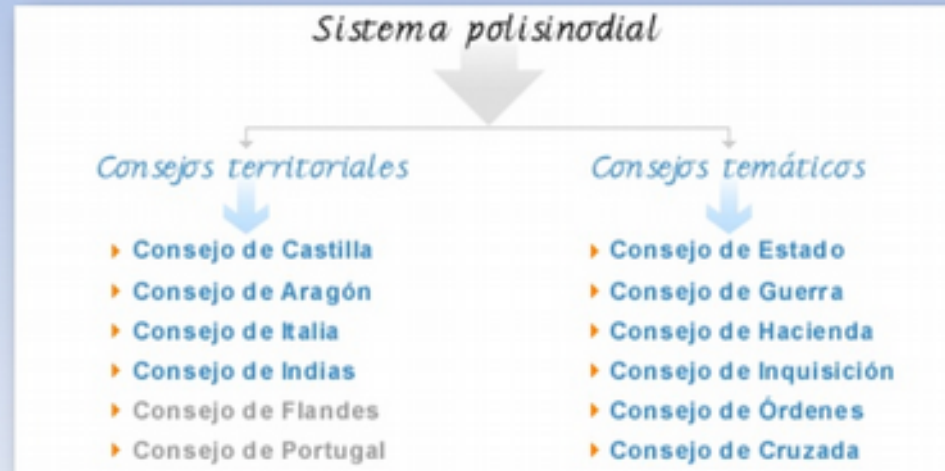 Sistema polisinodial
Consejos territoriales
Consejo de Castilla
Consejo de Aragón
Consejo de Italia
Consejo de Indias
Consejo de Flandes
Consejo de Portugal
Consejos temáticos
Consejo de Estado
Consejo de Guerra
Consejo de Hacienda
Consejo de Inquisición
Consejo de Órdenes
Consejo de Cruzada